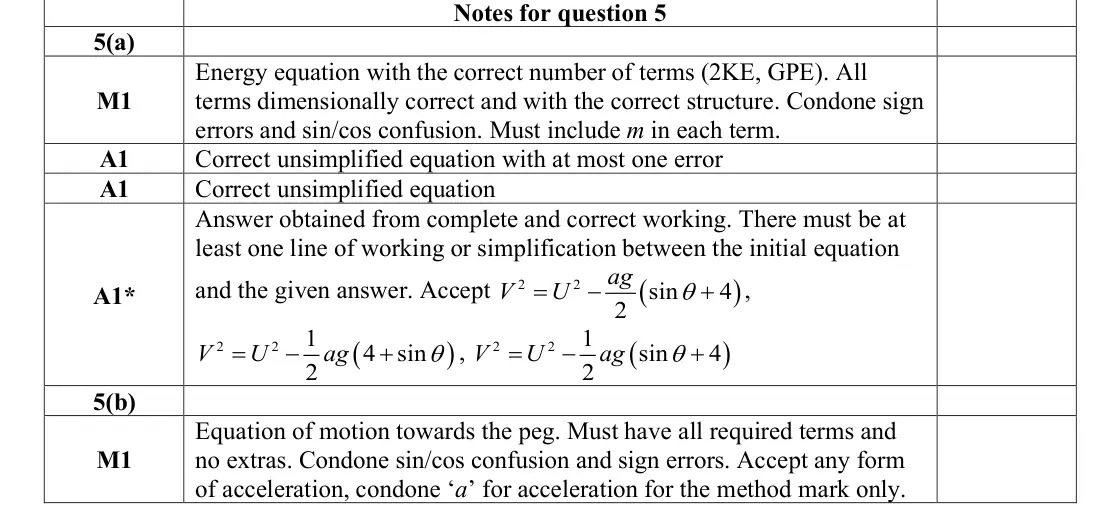 Notes for question 5
5(a)
M1
Energy equation with the correct number of terms (2KE, GPE). All
terms dimensionally correct and with the correct structure. Condone sign
errors and sin/cos confusion. Must include m in each term.
A1 Correct unsimplified equation with at most one error
A1 Correct unsimplified equation
A1*
Answer obtained from complete and correct working. There must be at
least one line of working or simplification between the initial equation
and the given answer. Accept V² = U² − ag/2 (sin θ + 4),
V² = U² − 1/2 ag(4 + sin θ), V² = U² − 1/2 ag(sin θ + 4)
5(b)
M1
Equation of motion towards the peg. Must have all required terms and
no extras. Condone sin/cos confusion and sign errors. Accept any form
of acceleration, condone ‘a’ for acceleration for the method mark only.